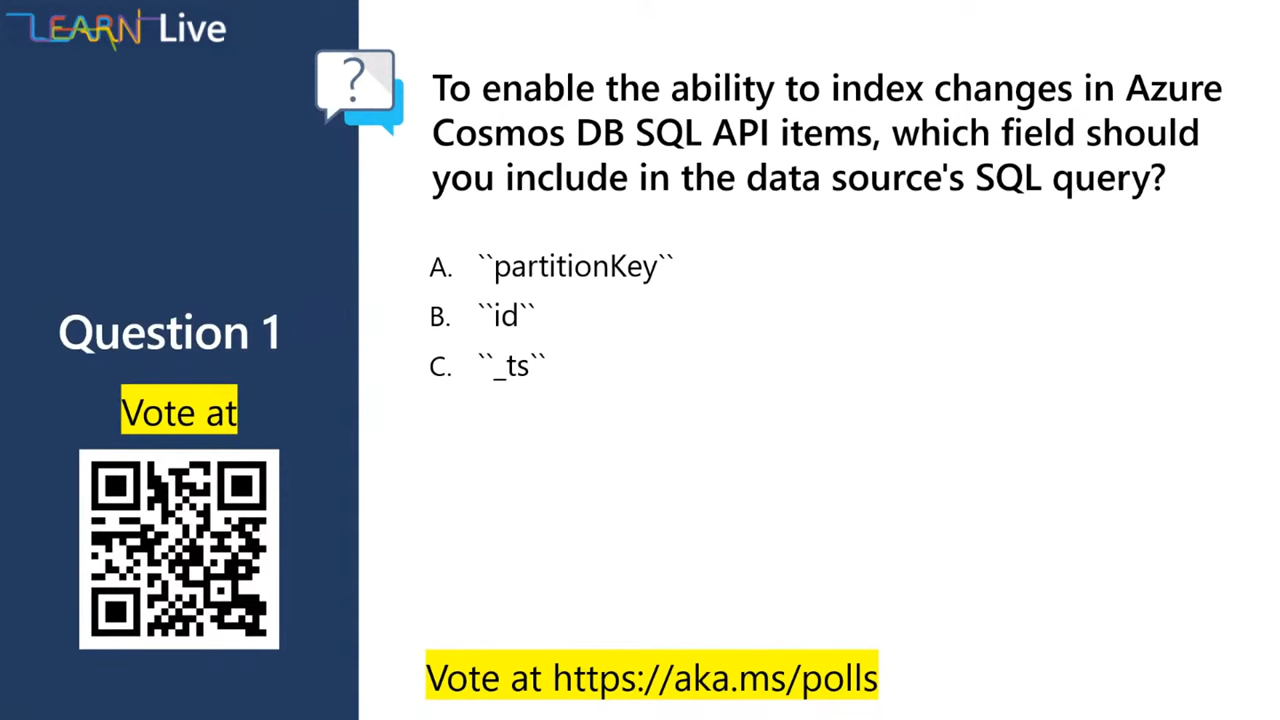 LEARN Live
?
To enable the ability to index changes in Azure
Cosmos DB SQL API items, which field should
you include in the data source's SQL query?
A. ``partitionKey``
B. ``id``
C. ``_ts``
Question 1
Vote at
Vote at https://aka.ms/polls